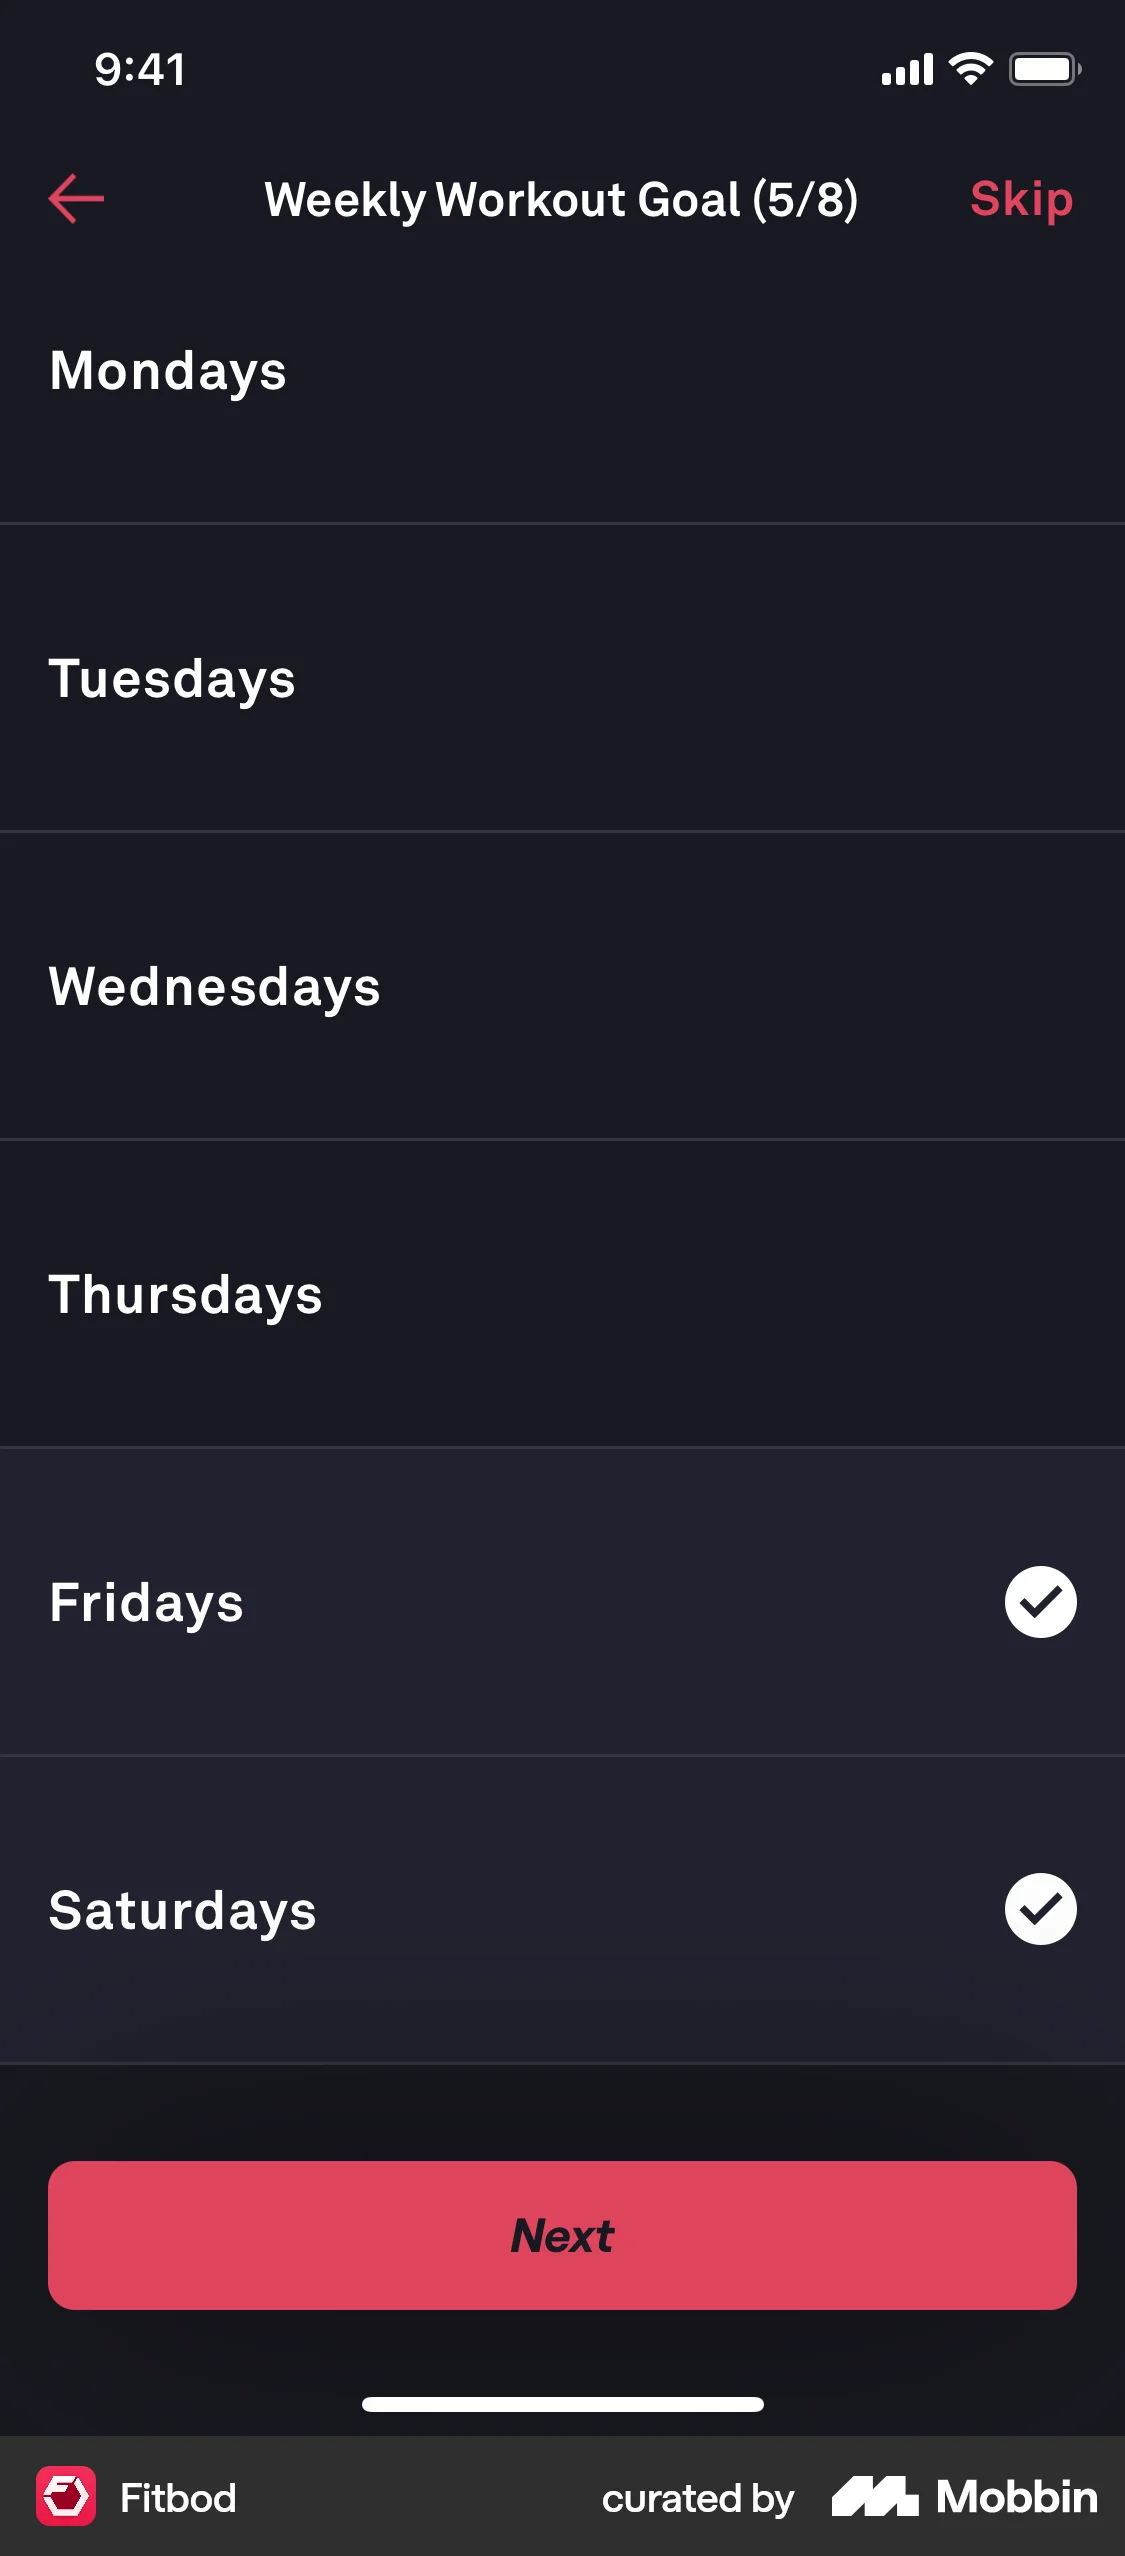 9:41
Weekly Workout Goal (5/8)
Skip
Mondays
Tuesdays
Wednesdays
Thursdays
Fridays
Saturdays
Next
Fitbod
curated by Mobbin